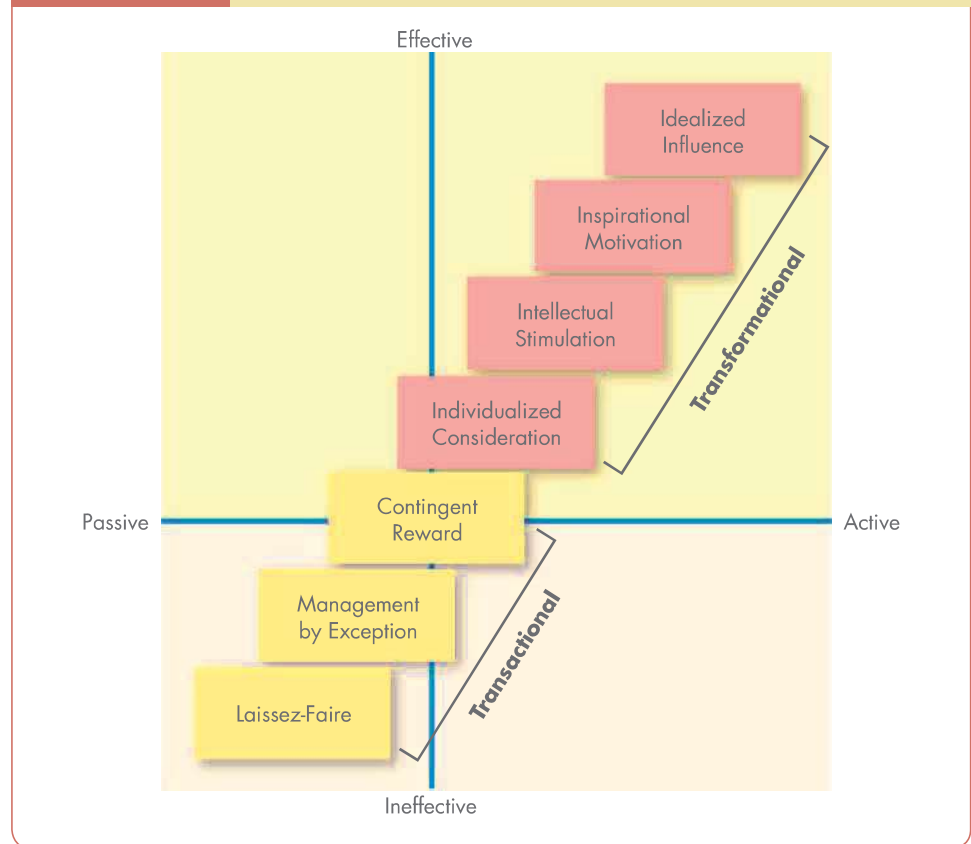 Effective
Idealized
Influence
Inspirational
Motivation
Intellectual
Stimulation
Transformational
Individualized
Consideration
Contingent
Reward
Passive
Active
Management
by Exception
Transactional
Laissez-Faire
Ineffective